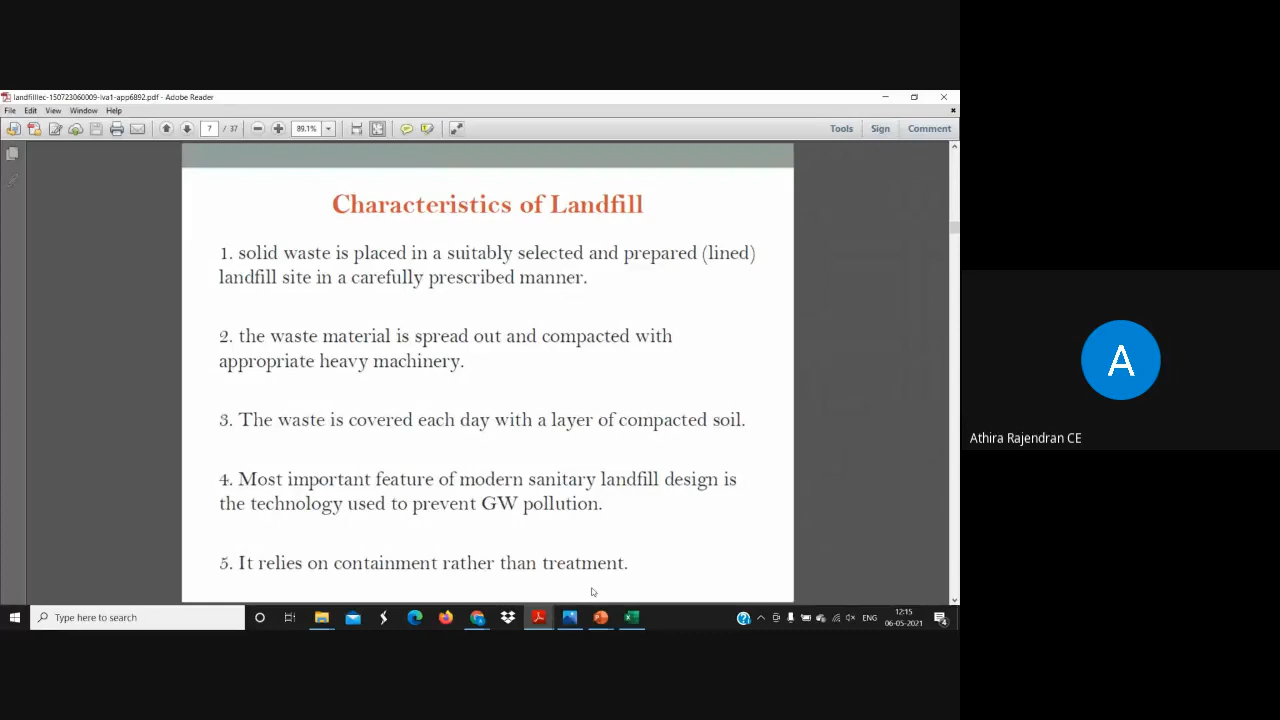 landfilllec-150723060009-iva1-app6892.pdf - Adobe Reader
File Edit View Window Help
7 / 37 89.1% Tools Sign Comment
Characteristics of Landfill
1. solid waste is placed in a suitably selected and prepared (lined)
landfill site in a carefully prescribed manner.
2. the waste material is spread out and compacted with
appropriate heavy machinery.
3. The waste is covered each day with a layer of compacted soil.
4. Most important feature of modern sanitary landfill design is
the technology used to prevent GW pollution.
5. It relies on containment rather than treatment.
A
Athira Rajendran CE
Type here to search
ENG
12:15
06-05-2021
4